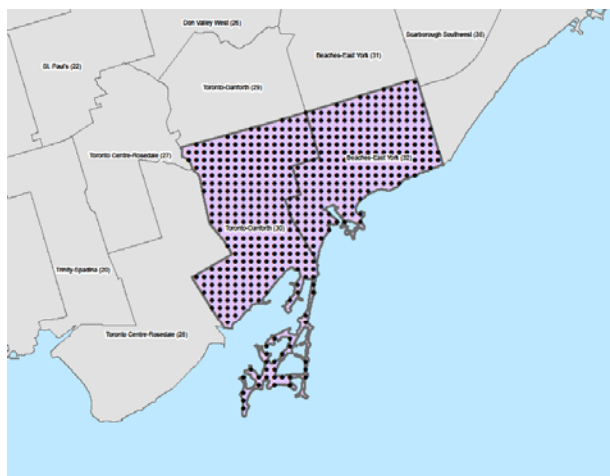 Don Valley West (26)
Scarborough Southwest (36)
Beaches-East York (31)
St. Paul's (22)
Toronto-Danforth (29)
Toronto Centre-Rosedale (27)
Beaches-East York (32)
Toronto-Danforth (30)
Trinity-Spadina (20)
Toronto Centre-Rosedale (28)